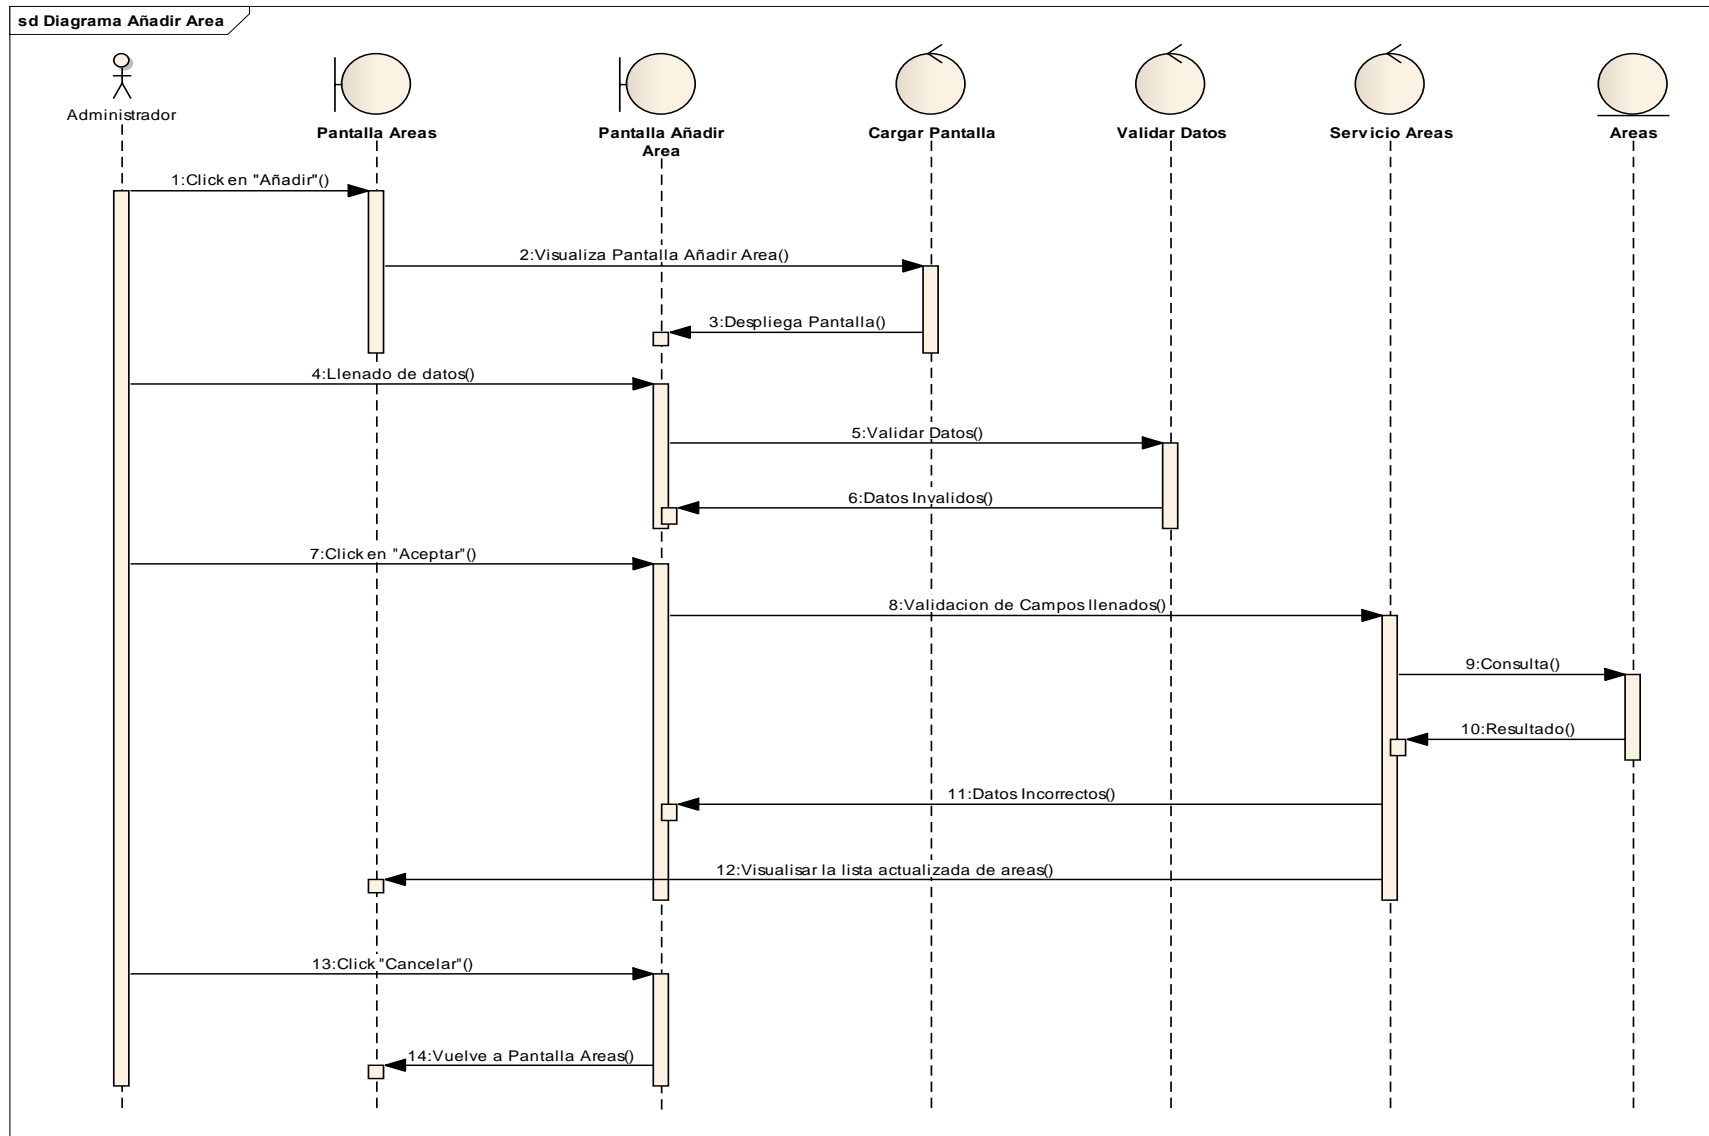 sd Diagrama Añadir Area
Administrador
Pantalla Areas
Pantalla Añadir
Area
Cargar Pantalla
Validar Datos
Servicio Areas
Areas
1:Click en "Añadir"()
2:Visualiza Pantalla Añadir Area()
3:Despliega Pantalla()
4:Llenado de datos()
5:Validar Datos()
6:Datos Invalidos()
7:Click en "Aceptar"()
8:Validacion de Campos llenados()
9:Consulta()
10:Resultado()
11:Datos Incorrectos()
12:Visualisar la lista actualizada de areas()
13:Click "Cancelar"()
14:Vuelve a Pantalla Areas()